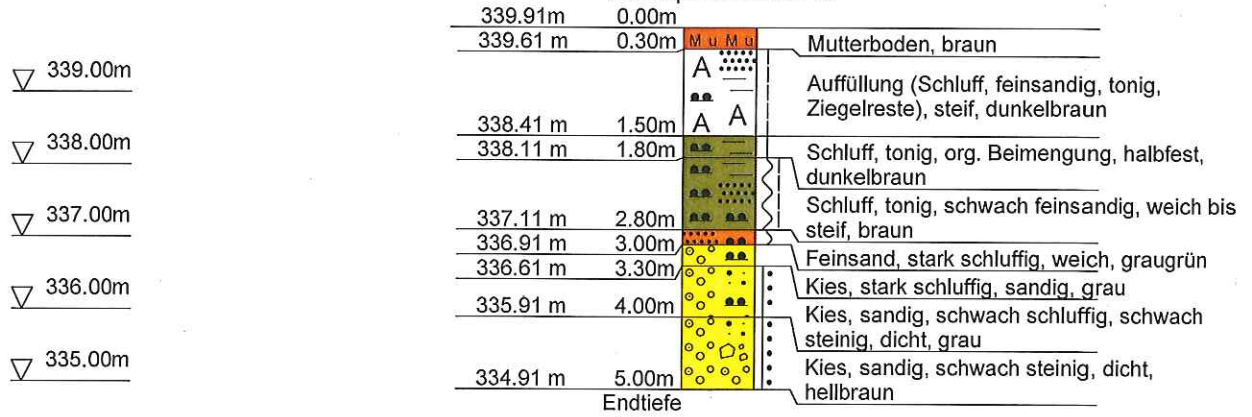 339.91m 0.00m
339.61 m 0.30m M u M u Mutterboden, braun
339.00m
A
Auffüllung (Schluff, feinsandig, tonig,
Ziegelreste), steif, dunkelbraun
A
338.41 m 1.50m A
338.00m
338.11 m 1.80m
Schluff, tonig, org. Beimengung, halbfest,
dunkelbraun
337.00m
Schluff, tonig, schwach feinsandig, weich bis
steif, braun
337.11 m 2.80m
336.91 m 3.00m
Feinsand, stark schluffig, weich, graugrün
336.61 m 3.30m
Kies, stark schluffig, sandig, grau
336.00m
335.91 m 4.00m
Kies, sandig, schwach schluffig, schwach
steinig, dicht, grau
335.00m
Kies, sandig, schwach steinig, dicht,
hellbraun
334.91 m 5.00m
Endtiefe